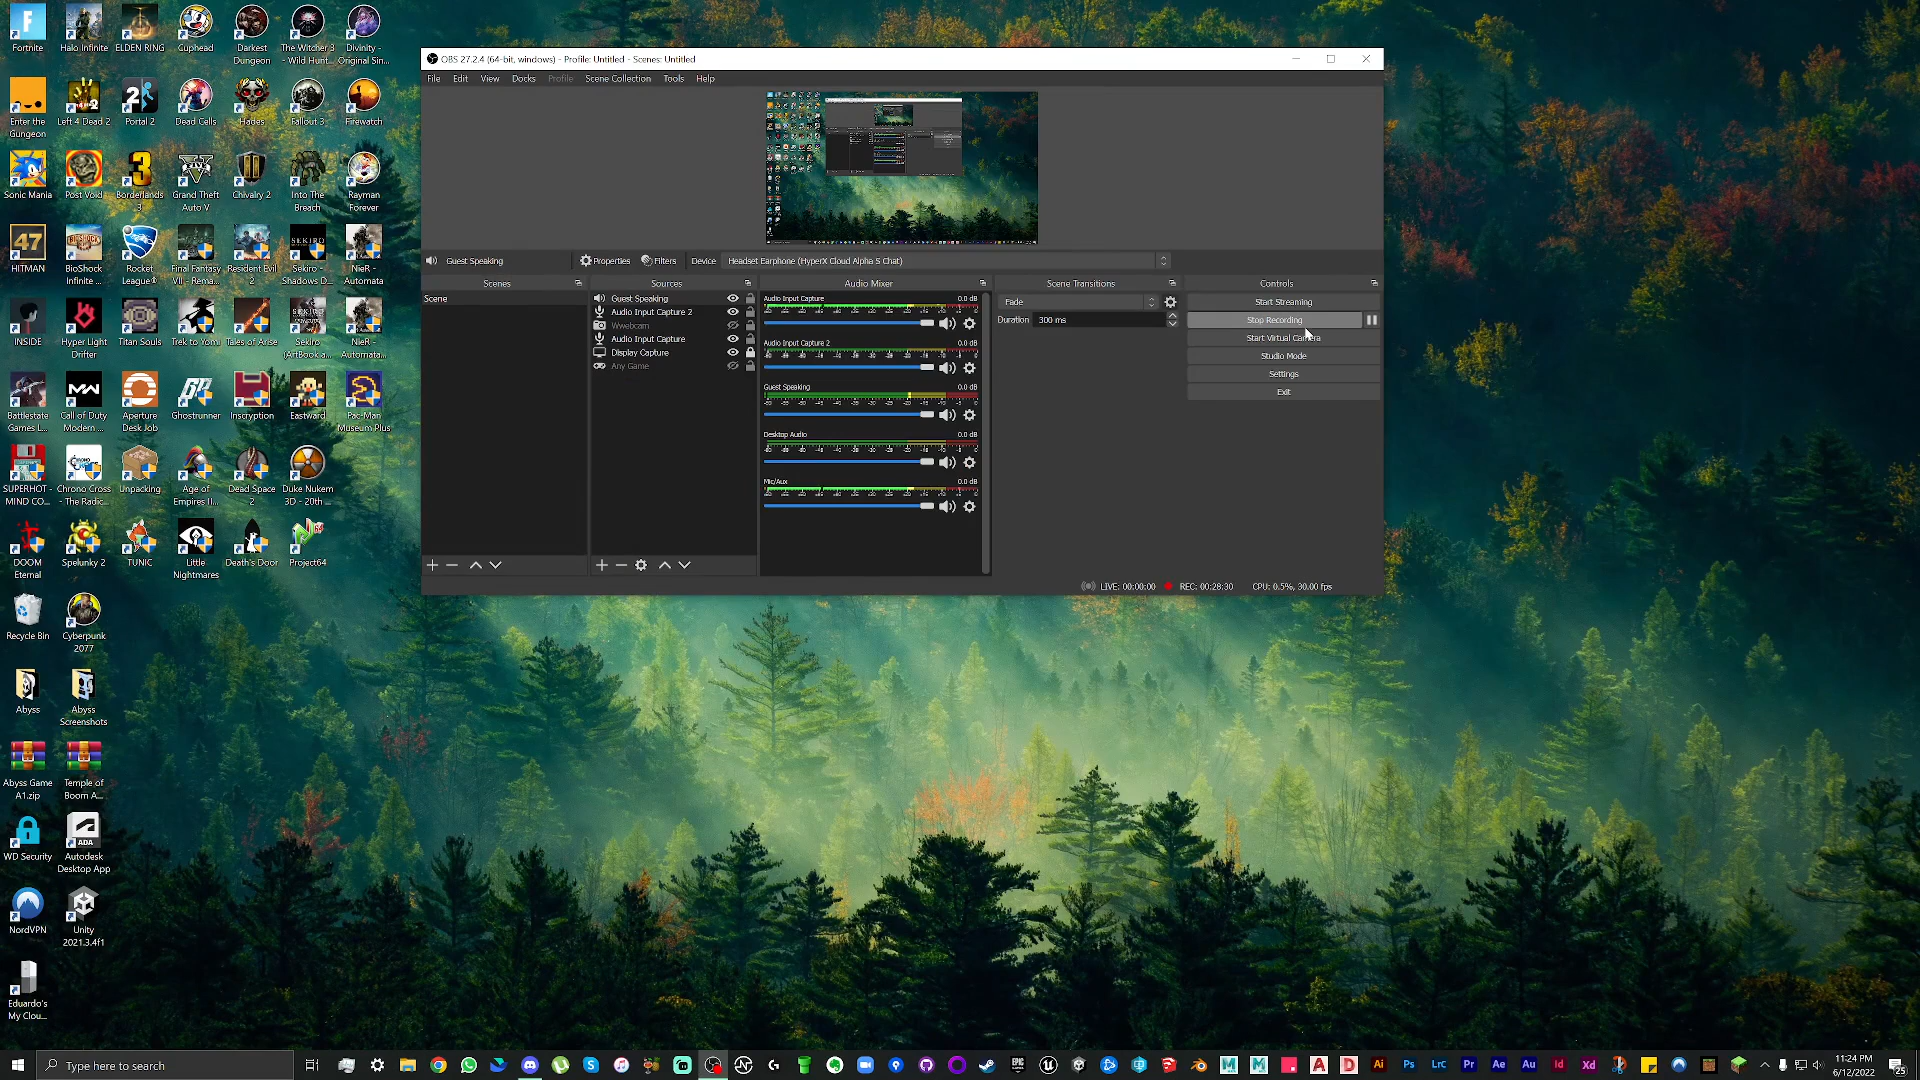 Fortnite
Halo Infinite
ELDEN RING
Cuphead
Darkest
Dungeon
The Witcher 3
- Wild Hunt...
Divinity -
Original Sin...
Enter the
Gungeon
Left 4 Dead 2
Portal 2
Dead Cells
Hades
Fallout 3
Firewatch
Sonic Mania
Post Void
Borderlands
3
Grand Theft
Auto V
Chivalry 2
Into The
Breach
Rayman
Forever
HITMAN
BioShock
Infinite ...
Rocket
League®
Final Fantasy
VII - Rema...
Resident Evil
2
Sekiro -
Shadows D...
NieR -
Automata
INSIDE
Hyper Light
Drifter
Titan Souls
Trek to Yomi
Tales of Arise
Sekiro
(ArtBook a...
NieR -
Automata...
Battlestate
Games L...
Call of Duty
Modern ...
Aperture
Desk Job
Ghostrunner
Inscryption
Eastward
Pac-Man
Museum Plus
SUPERHOT -
MIND CO...
Chrono Cross
- The Radic...
Unpacking
Age of
Empires II...
Dead Space
2
Duke Nukem
3D - 20th ...
DOOM
Eternal
Spelunky 2
TUNIC
Little
Nightmares
Death's Door
Project64
Recycle Bin
Cyberpunk
2077
Abyss
Abyss
Screenshots
Abyss Game
A1.zip
Temple of
Boom A...
WD Security
Autodesk
Desktop App
NordVPN
Unity
2021.3.4f1
Eduardo's
My Clou...
OBS 27.2.4 (64-bit, windows) - Profile: Untitled - Scenes: Untitled
File Edit View Docks Profile Scene Collection Tools Help
Guest Speaking Properties Filters Device Headset Earphone (HyperX Cloud Alpha S Chat)
Scenes
Scene
Sources
Guest Speaking
Audio Input Capture 2
Wwebcam
Audio Input Capture
Display Capture
Any Game
Audio Mixer
Audio Input Capture 0.0 dB
Audio Input Capture 2 0.0 dB
Guest Speaking 0.0 dB
Desktop Audio 0.0 dB
Mic/Aux 0.0 dB
Scene Transitions
Fade
Duration 300 ms
Controls
Start Streaming
Stop Recording
Start Virtual Camera
Studio Mode
Settings
Exit
LIVE: 00:00:00 REC: 00:28:30 CPU: 0.5%, 30.00 fps
Type here to search
11:24 PM
6/12/2022
25